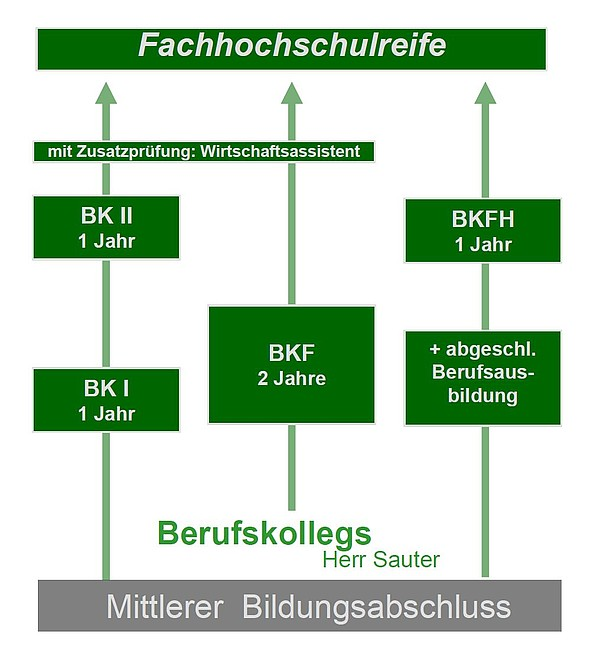 Fachhochschulreife
mit Zusatzprüfung: Wirtschaftsassistent
BK II
1 Jahr
BKFH
1 Jahr
BKF
2 Jahre
+ abgeschl.
Berufsaus-
bildung
BK I
1 Jahr
Berufskollegs
Herr Sauter
Mittlerer Bildungsabschluss